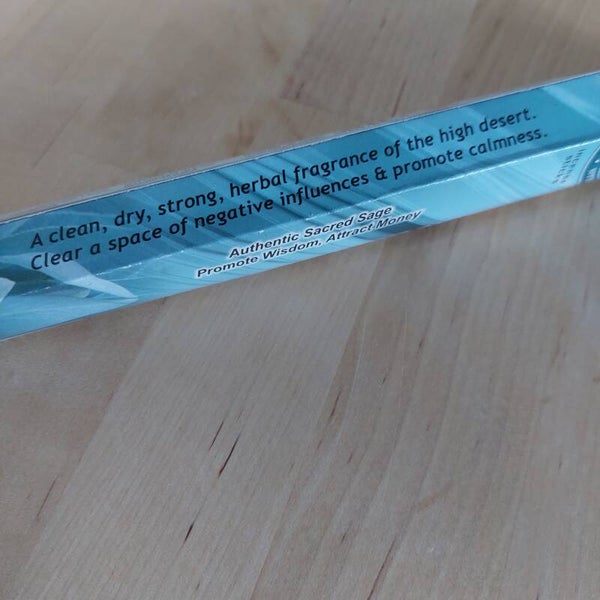 A clean, dry, strong, herbal fragrance of the high desert.
Clear a space of negative influences & promote calmness.
Authentic Sacred Sage
Promote Wisdom, Attract Money